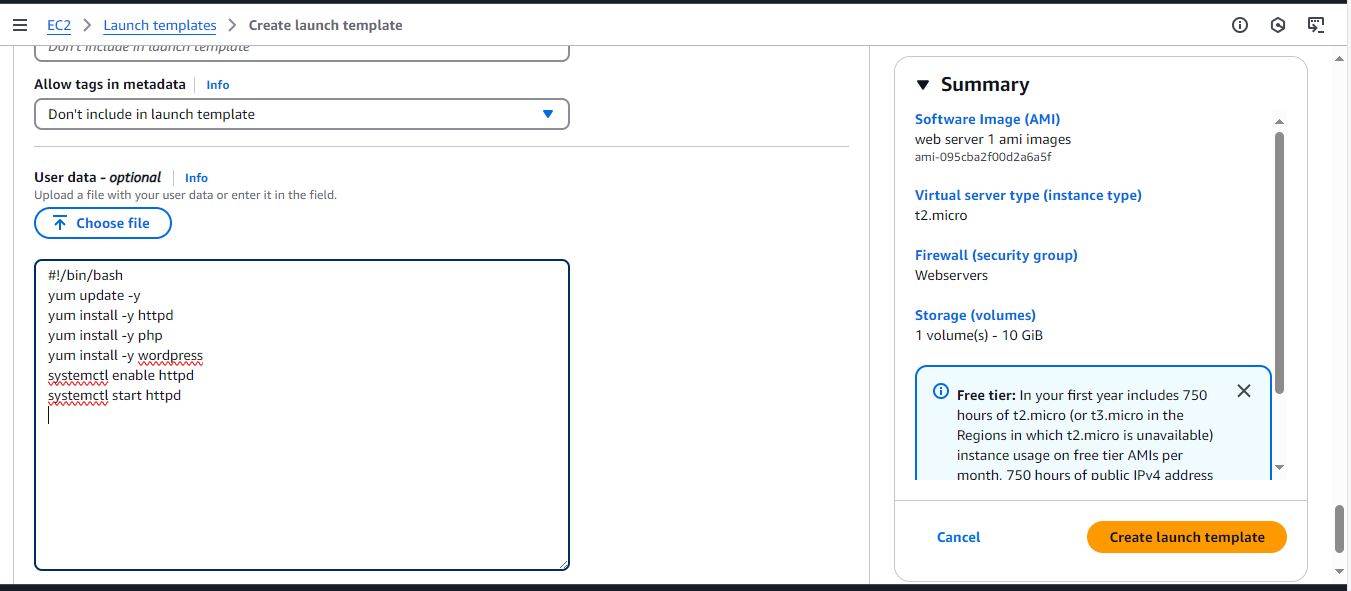 EC2 > Launch templates > Create launch template
Don't include in launch template
Allow tags in metadata | Info
Don't include in launch template
User data - optional | Info
Upload a file with your user data or enter it in the field.
Choose file
#!/bin/bash
yum update -y
yum install -y httpd
yum install -y php
yum install -y wordpress
systemctl enable httpd
systemctl start httpd
Summary
Software Image (AMI)
web server 1 ami images
ami-095cba2f00d2a6a5f
Virtual server type (instance type)
t2.micro
Firewall (security group)
Webservers
Storage (volumes)
1 volume(s) - 10 GiB
Free tier: In your first year includes 750
hours of t2.micro (or t3.micro in the
Regions in which t2.micro is unavailable)
instance usage on free tier AMIs per
month, 750 hours of public IPv4 address
Cancel
Create launch template